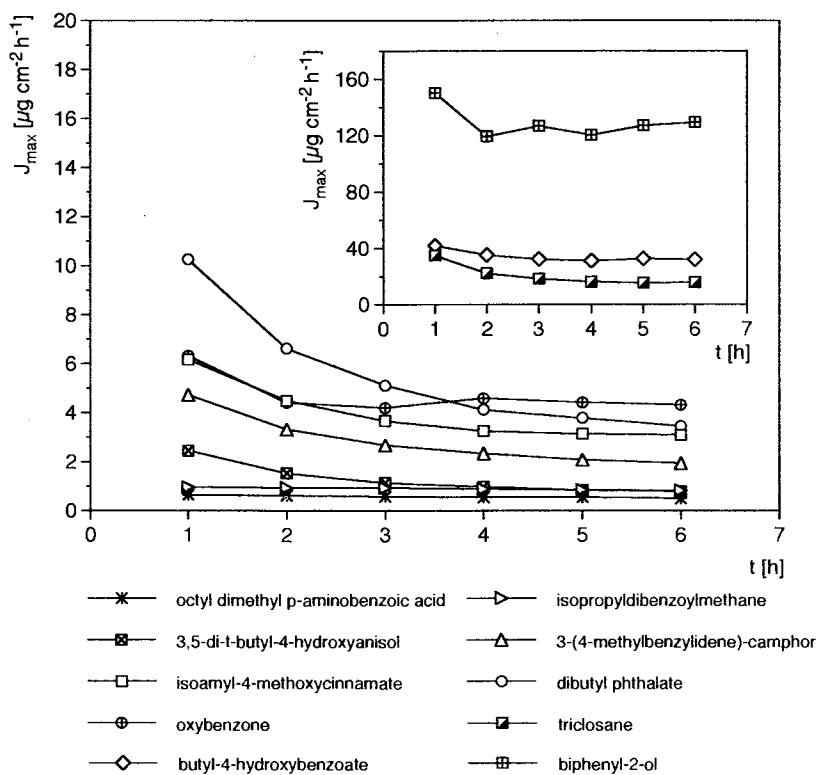 20
18
16
14
12
10
8
6
4
2
0
J_max [µg cm⁻² h⁻¹]
0 1 2 3 4 5 6 7
t [h]
160
120
80
40
0
J_max [µg cm⁻² h⁻¹]
0 1 2 3 4 5 6 7
t [h]
octyl dimethyl p-aminobenzoic acid
3,5-di-t-butyl-4-hydroxyanisol
isoamyl-4-methoxycinnamate
oxybenzone
butyl-4-hydroxybenzoate
isopropyldibenzoylmethane
3-(4-methylbenzylidene)-camphor
dibutyl phthalate
triclosane
biphenyl-2-ol